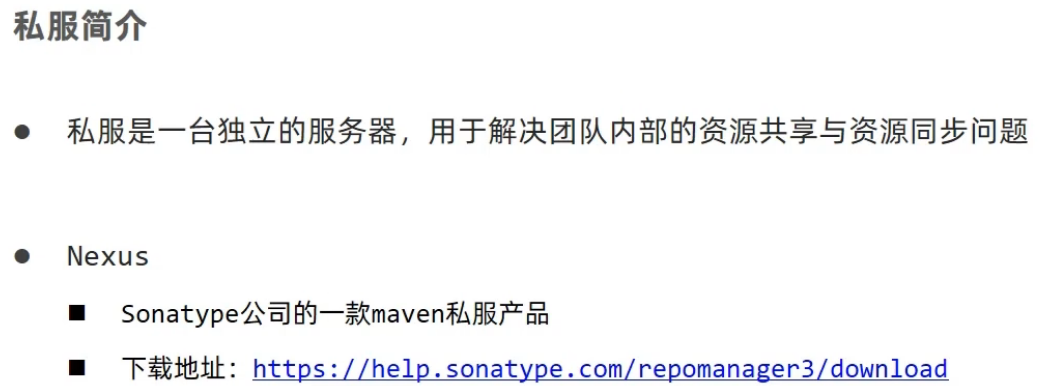 私服简介
● 私服是一台独立的服务器，用于解决团队内部的资源共享与资源同步问题
● Nexus
■ Sonatype公司的一款maven私服产品
■ 下载地址：https://help.sonatype.com/repomanager3/download